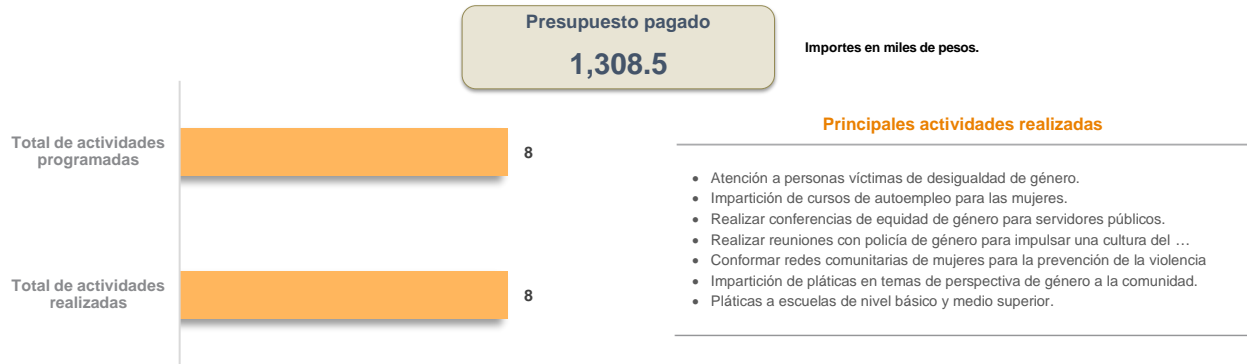 Presupuesto pagado
1,308.5
Importes en miles de pesos.
Total de actividades
programadas
8
Total de actividades
realizadas
8
Principales actividades realizadas
• Atención a personas víctimas de desigualdad de género.
• Impartición de cursos de autoempleo para las mujeres.
• Realizar conferencias de equidad de género para servidores públicos.
• Realizar reuniones con policía de género para impulsar una cultura del …
• Conformar redes comunitarias de mujeres para la prevención de la violencia
• Impartición de pláticas en temas de perspectiva de género a la comunidad.
• Pláticas a escuelas de nivel básico y medio superior.